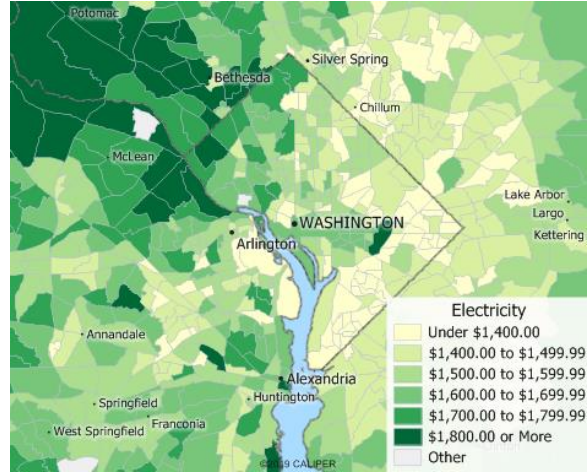 Potomac
Silver Spring
Bethesda
Chillum
McLean
Lake Arbor
Largo
WASHINGTON
Kettering
Arlington
Annandale
Alexandria
Huntington
Springfield
Franconia
West Springfield
Electricity
Under $1,400.00
$1,400.00 to $1,499.99
$1,500.00 to $1,599.99
$1,600.00 to $1,699.99
$1,700.00 to $1,799.99
$1,800.00 or More
Other
©2019 CALIPER